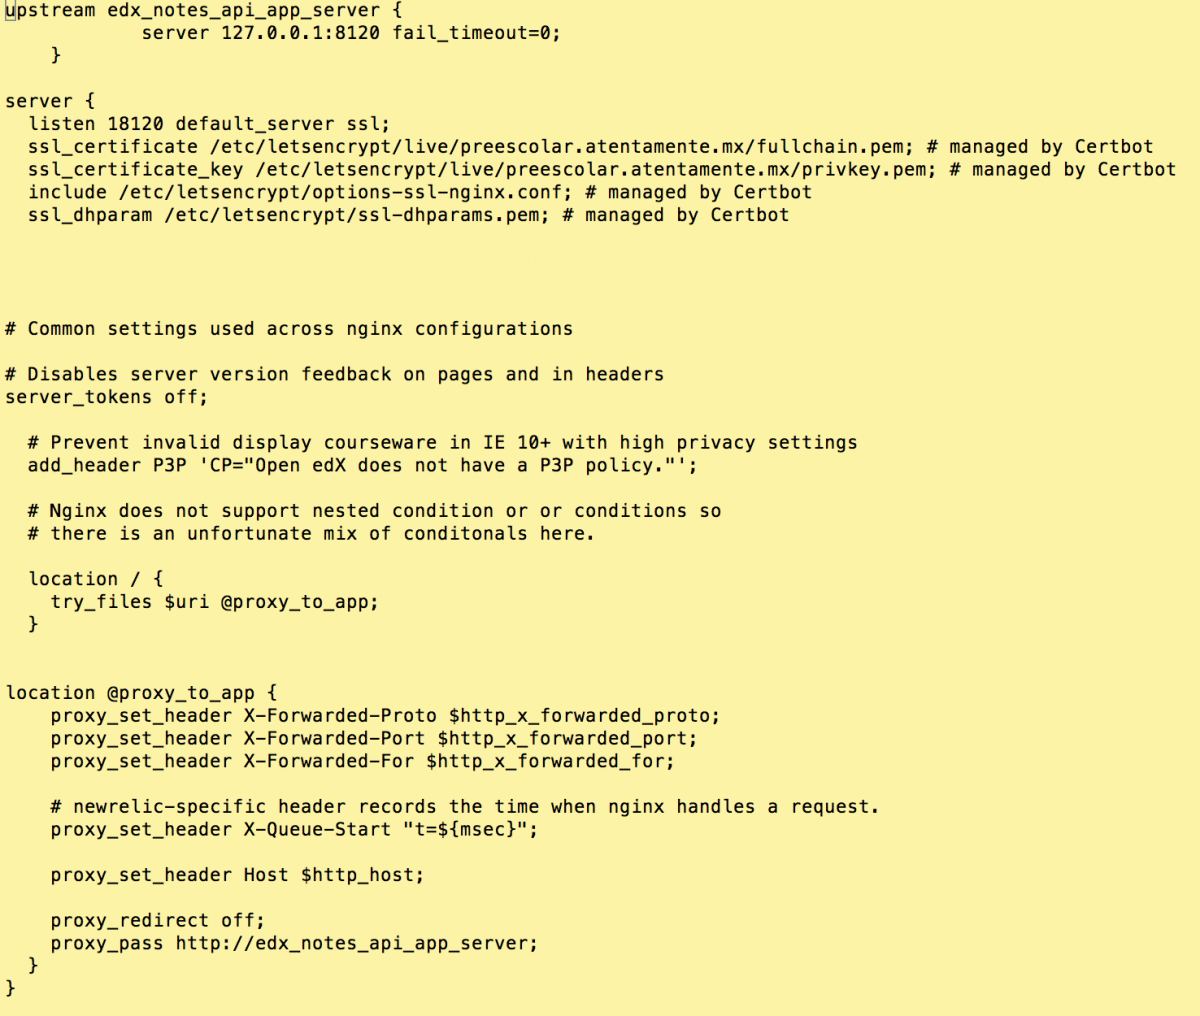 upstream edx_notes_api_app_server {
server 127.0.0.1:8120 fail_timeout=0;
}
server {
listen 18120 default_server ssl;
ssl_certificate /etc/letsencrypt/live/preescolar.atentamente.mx/fullchain.pem; # managed by Certbot
ssl_certificate_key /etc/letsencrypt/live/preescolar.atentamente.mx/privkey.pem; # managed by Certbot
include /etc/letsencrypt/options-ssl-nginx.conf; # managed by Certbot
ssl_dhparam /etc/letsencrypt/ssl-dhparams.pem; # managed by Certbot
# Common settings used across nginx configurations
# Disables server version feedback on pages and in headers
server_tokens off;
# Prevent invalid display courseware in IE 10+ with high privacy settings
add_header P3P 'CP="Open edX does not have a P3P policy."';
# Nginx does not support nested condition or or conditions so
# there is an unfortunate mix of conditonals here.
location / {
try_files $uri @proxy_to_app;
}
location @proxy_to_app {
proxy_set_header X-Forwarded-Proto $http_x_forwarded_proto;
proxy_set_header X-Forwarded-Port $http_x_forwarded_port;
proxy_set_header X-Forwarded-For $http_x_forwarded_for;
# newrelic-specific header records the time when nginx handles a request.
proxy_set_header X-Queue-Start "t=${msec}";
proxy_set_header Host $http_host;
proxy_redirect off;
proxy_pass http://edx_notes_api_app_server;
}
}